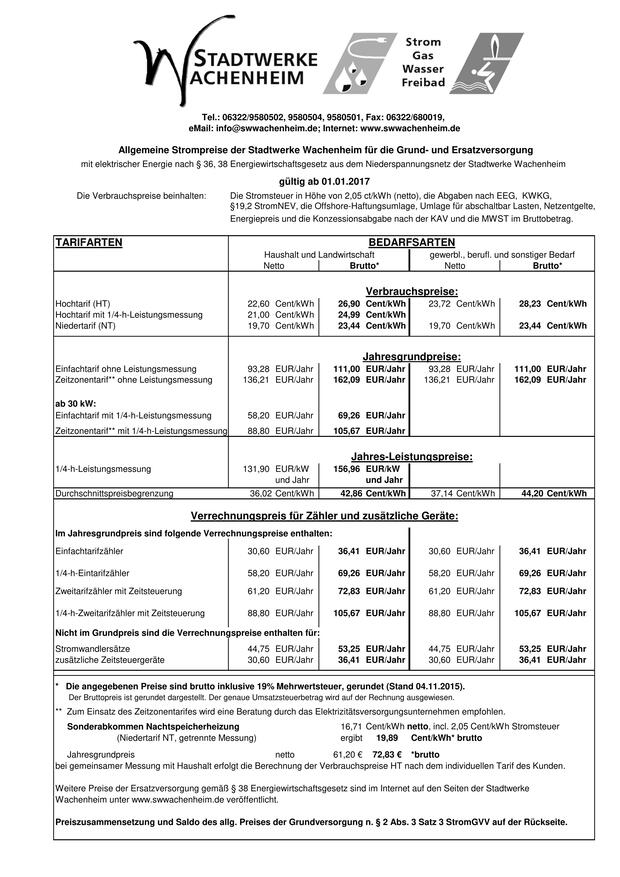 STADTWERKE
WACHENHEIM
Strom
Gas
Wasser
Freibad
Tel.: 06322/9580502, 9580504, 9580501, Fax: 06322/680019,
eMail: info@swwachenheim.de; Internet: www.swwachenheim.de
Allgemeine Strompreise der Stadtwerke Wachenheim für die Grund- und Ersatzversorgung
mit elektrischer Energie nach § 36, 38 Energiewirtschaftsgesetz aus dem Niederspannungsnetz der Stadtwerke Wachenheim
gültig ab 01.01.2017
Die Verbrauchspreise beinhalten: Die Stromsteuer in Höhe von 2,05 ct/kWh (netto), die Abgaben nach EEG, KWKG,
§19,2 StromNEV, die Offshore-Haftungsumlage, Umlage für abschaltbar Lasten, Netzentgelte,
Energiepreis und die Konzessionsabgabe nach der KAV und die MWST im Bruttobetrag.
TARIFARTEN BEDARFSARTEN
Haushalt und Landwirtschaft gewerbl., berufl. und sonstiger Bedarf
Netto Brutto* Netto Brutto*
Verbrauchspreise:
Hochtarif (HT) 22,60 Cent/kWh 26,90 Cent/kWh 23,72 Cent/kWh 28,23 Cent/kWh
Hochtarif mit 1/4-h-Leistungsmessung 21,00 Cent/kWh 24,99 Cent/kWh
Niedertarif (NT) 19,70 Cent/kWh 23,44 Cent/kWh 19,70 Cent/kWh 23,44 Cent/kWh
Jahresgrundpreise:
Einfachtarif ohne Leistungsmessung 93,28 EUR/Jahr 111,00 EUR/Jahr 93,28 EUR/Jahr 111,00 EUR/Jahr
Zeitzonentarif** ohne Leistungsmessung 136,21 EUR/Jahr 162,09 EUR/Jahr 136,21 EUR/Jahr 162,09 EUR/Jahr
ab 30 kW:
Einfachtarif mit 1/4-h-Leistungsmessung 58,20 EUR/Jahr 69,26 EUR/Jahr
Zeitzonentarif** mit 1/4-h-Leistungsmessung 88,80 EUR/Jahr 105,67 EUR/Jahr
Jahres-Leistungspreise:
1/4-h-Leistungsmessung 131,90 EUR/kW 156,96 EUR/kW
und Jahr und Jahr
Durchschnittspreisbegrenzung 36,02 Cent/kWh 42,86 Cent/kWh 37,14 Cent/kWh 44,20 Cent/kWh
Verrechnungspreis für Zähler und zusätzliche Geräte:
Im Jahresgrundpreis sind folgende Verrechnungspreise enthalten:
Einfachtarifzähler 30,60 EUR/Jahr 36,41 EUR/Jahr 30,60 EUR/Jahr 36,41 EUR/Jahr
1/4-h-Eintarifzähler 58,20 EUR/Jahr 69,26 EUR/Jahr 58,20 EUR/Jahr 69,26 EUR/Jahr
Zweitarifzähler mit Zeitsteuerung 61,20 EUR/Jahr 72,83 EUR/Jahr 61,20 EUR/Jahr 72,83 EUR/Jahr
1/4-h-Zweitarifzähler mit Zeitsteuerung 88,80 EUR/Jahr 105,67 EUR/Jahr 88,80 EUR/Jahr 105,67 EUR/Jahr
Nicht im Grundpreis sind die Verrechnungspreise enthalten für:
Stromwandlersätze 44,75 EUR/Jahr 53,25 EUR/Jahr 44,75 EUR/Jahr 53,25 EUR/Jahr
zusätzliche Zeitsteuergeräte 30,60 EUR/Jahr 36,41 EUR/Jahr 30,60 EUR/Jahr 36,41 EUR/Jahr
* Die angegebenen Preise sind brutto inklusive 19% Mehrwertsteuer, gerundet (Stand 04.11.2015).
Der Bruttopreis ist gerundet dargestellt. Der genaue Umsatzsteuerbetrag wird auf der Rechnung ausgewiesen.
** Zum Einsatz des Zeitzonentarifes wird eine Beratung durch das Elektrizitätsversorgungsunternehmen empfohlen.
Sonderabkommen Nachtspeicherheizung 16,71 Cent/kWh netto, incl. 2,05 Cent/kWh Stromsteuer
(Niedertarif NT, getrennte Messung) ergibt 19,89 Cent/kWh* brutto
Jahresgrundpreis netto 61,20 € 72,83 € *brutto
bei gemeinsamer Messung mit Haushalt erfolgt die Berechnung der Verbrauchspreise HT nach dem individuellen Tarif des Kunden.
Weitere Preise der Ersatzversorgung gemäß § 38 Energiewirtschaftsgesetz sind im Internet auf den Seiten der Stadtwerke
Wachenheim unter www.swwachenheim.de veröffentlicht.
Preiszusammensetzung und Saldo des allg. Preises der Grundversorgung n. § 2 Abs. 3 Satz 3 StromGVV auf der Rückseite.